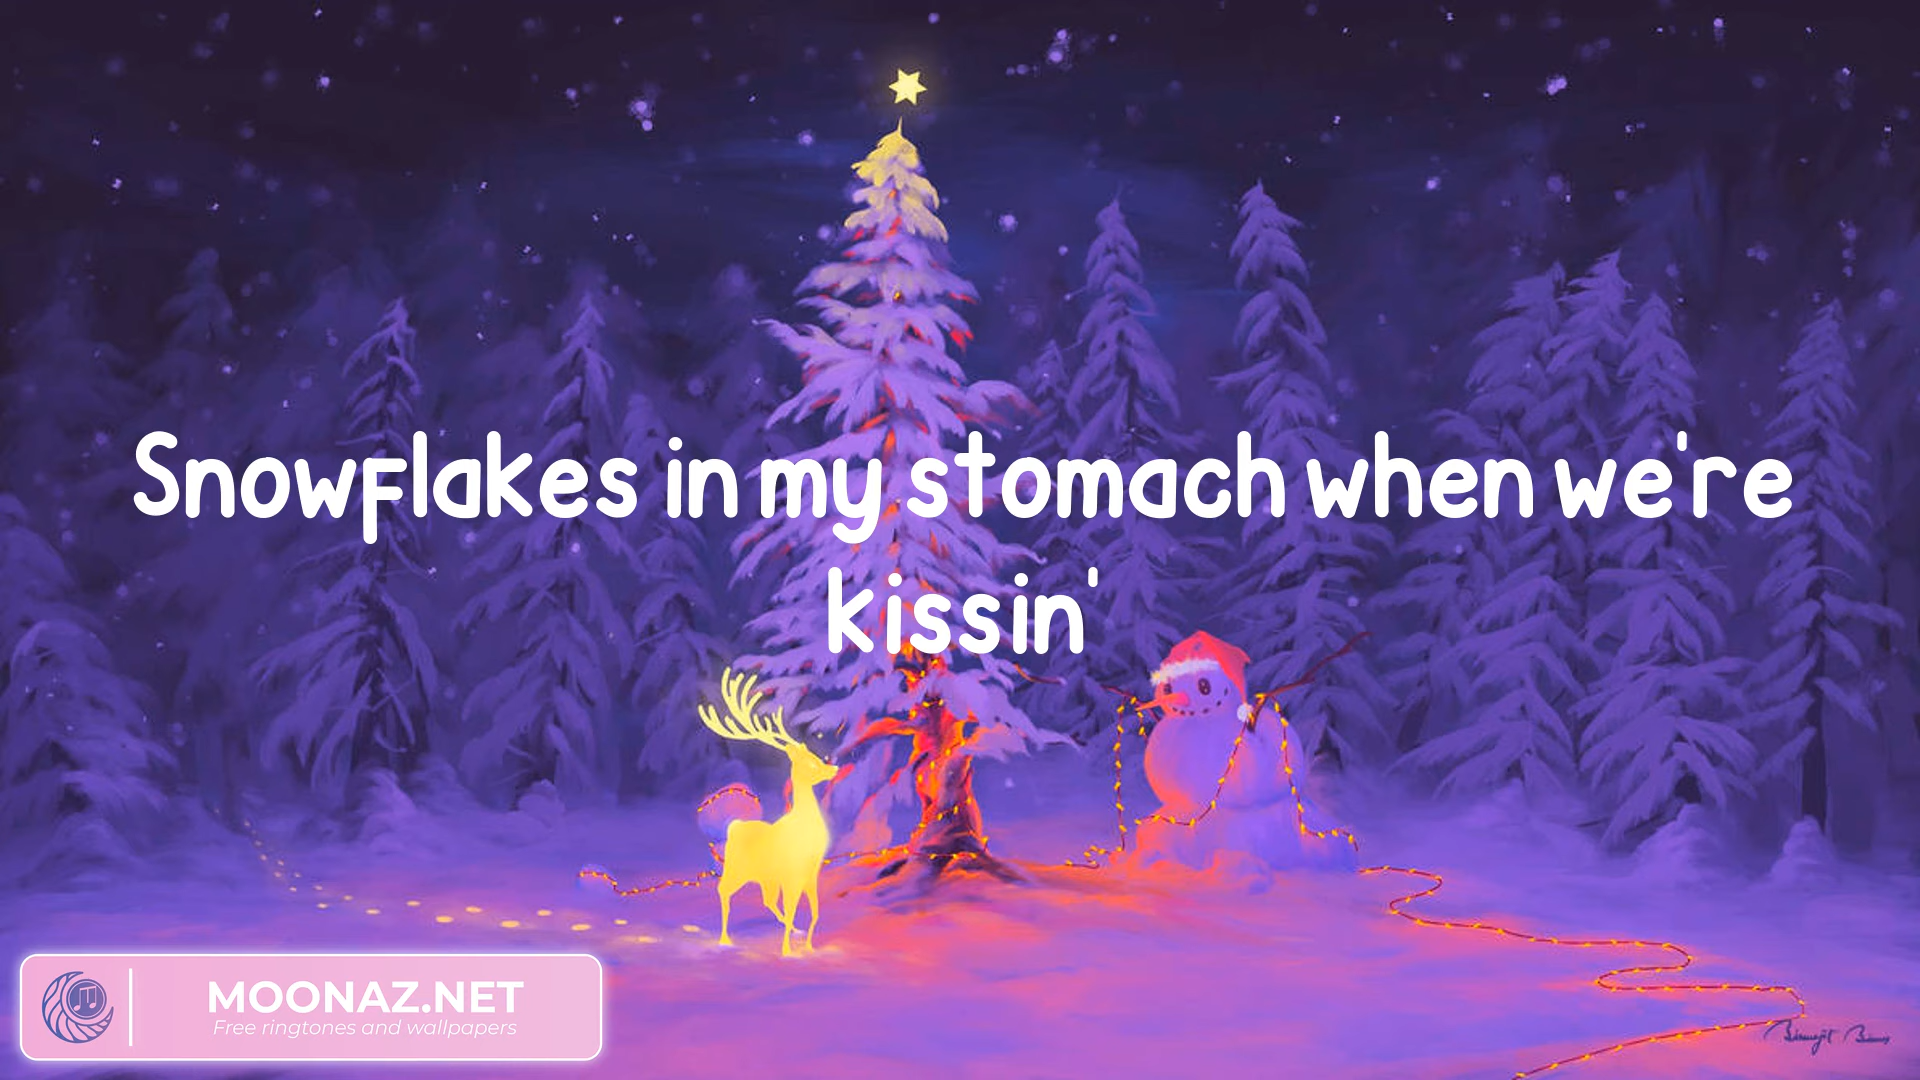 Snowflakes in my stomach when we're
kissin'
MOONAZ.NET
Free ringtones and wallpapers